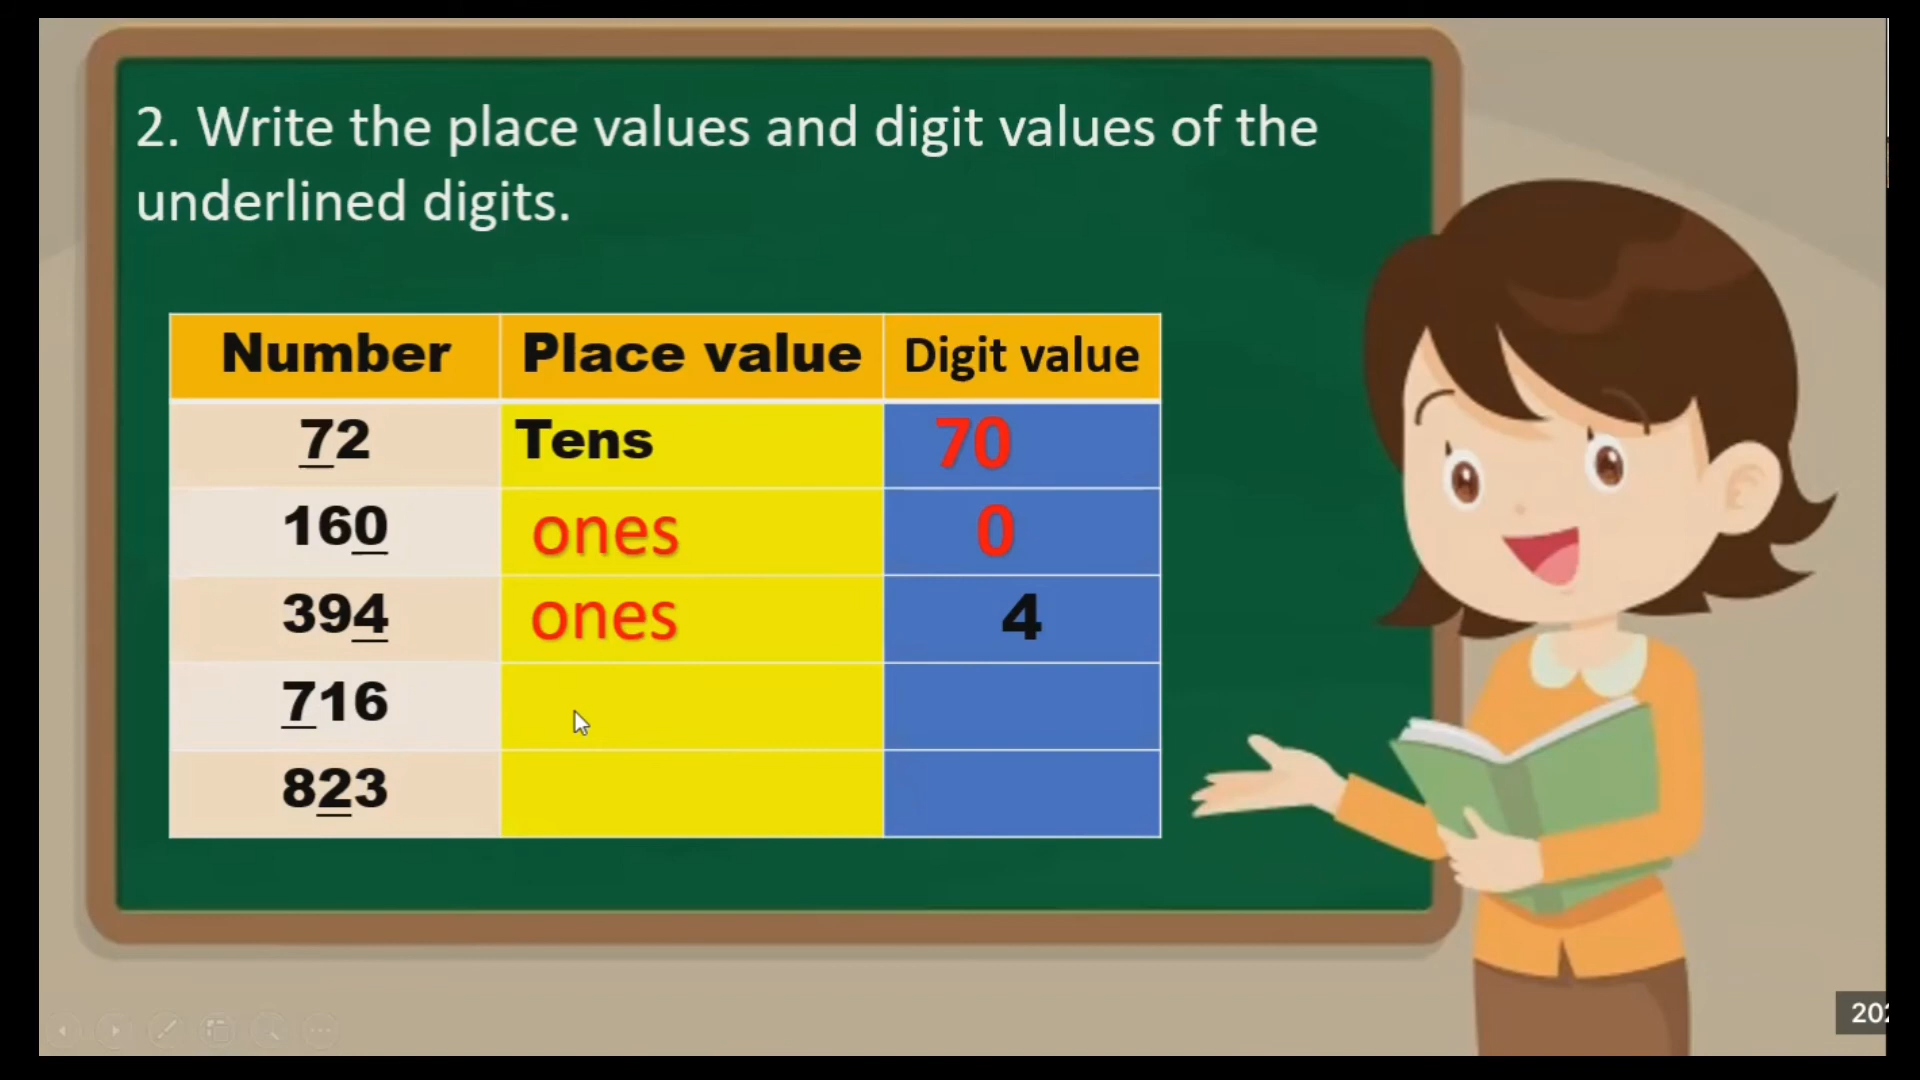 2. Write the place values and digit values of the
underlined digits.
Number Place value Digit value
72 Tens 70
160 ones 0
394 ones 4
716
823